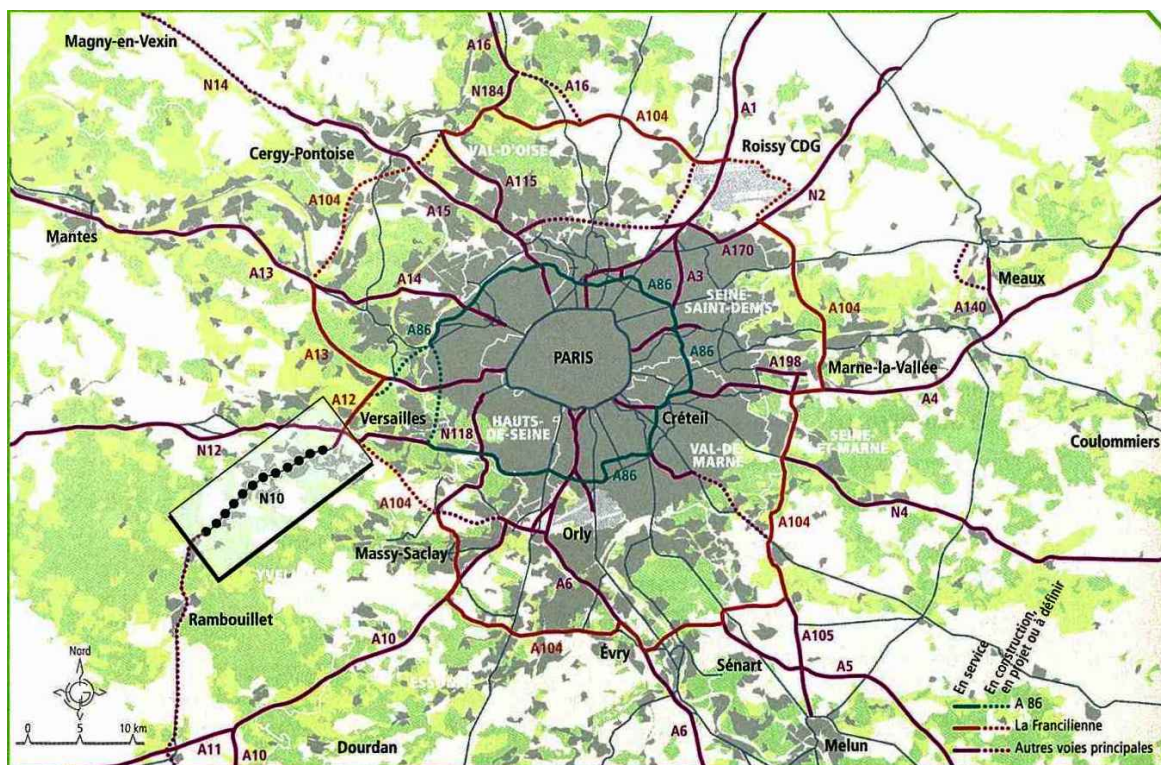 A16
Magny-en-Vexin
A16
N14
N184
A104
A1
Roissy CDG
Cergy-Pontoise
VAL-D'OISE
A115
A104
A15
N2
Mantes
A170
A13
A14
A3
A86
SEINE-
SAINT-DENIS
Meaux
A140
A86
A104
A86
A13
PARIS
A198
Marne-la-Vallée
A12
Versailles
A4
HAUTS-
DE-SEINE
N118
Créteil
N12
VAL-DE-
MARNE
SEINE-
ET-MARNE
Coulommiers
A86
N10
A104
N4
A104
Orly
Massy-Saclay
A6
Rambouillet
A10
A104
Évry
A105
Sénart
A5
Nord
0 5 10 km
En service
En construction,
en projet ou à définir
A 86
La Francilienne
Autres voies principales
A6
A11
A10
Dourdan
Melun